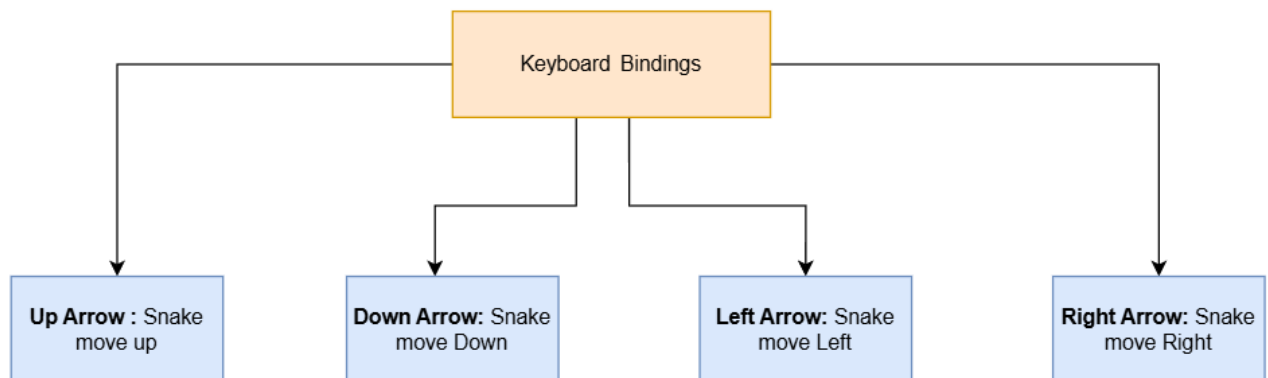 Keyboard Bindings
Up Arrow : Snake
move up
Down Arrow: Snake
move Down
Left Arrow: Snake
move Left
Right Arrow: Snake
move Right